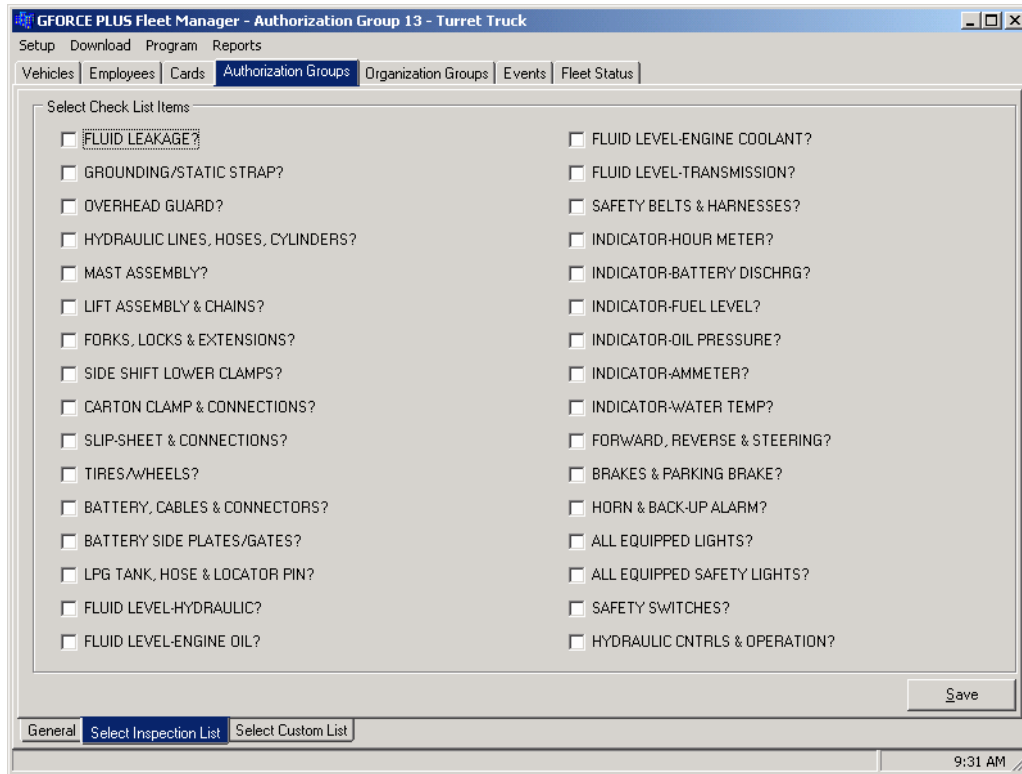 GFORCE PLUS Fleet Manager - Authorization Group 13 - Turret Truck
Setup Download Program Reports
Vehicles Employees Cards Authorization Groups Organization Groups Events Fleet Status
Select Check List Items
FLUID LEAKAGE?
GROUNDING/STATIC STRAP?
OVERHEAD GUARD?
HYDRAULIC LINES, HOSES, CYLINDERS?
MAST ASSEMBLY?
LIFT ASSEMBLY & CHAINS?
FORKS, LOCKS & EXTENSIONS?
SIDE SHIFT LOWER CLAMPS?
CARTON CLAMP & CONNECTIONS?
SLIP-SHEET & CONNECTIONS?
TIRES/WHEELS?
BATTERY, CABLES & CONNECTORS?
BATTERY SIDE PLATES/GATES?
LPG TANK, HOSE & LOCATOR PIN?
FLUID LEVEL-HYDRAULIC?
FLUID LEVEL-ENGINE OIL?
FLUID LEVEL-ENGINE COOLANT?
FLUID LEVEL-TRANSMISSION?
SAFETY BELTS & HARNESSES?
INDICATOR-HOUR METER?
INDICATOR-BATTERY DISCHRG?
INDICATOR-FUEL LEVEL?
INDICATOR-OIL PRESSURE?
INDICATOR-AMMETER?
INDICATOR-WATER TEMP?
FORWARD, REVERSE & STEERING?
BRAKES & PARKING BRAKE?
HORN & BACK-UP ALARM?
ALL EQUIPPED LIGHTS?
ALL EQUIPPED SAFETY LIGHTS?
SAFETY SWITCHES?
HYDRAULIC CNTRLS & OPERATION?
Save
General Select Inspection List Select Custom List
9:31 AM